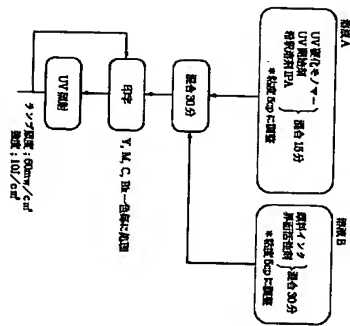 溶液A
UV硬化モノマー
UV開始剤
希釈溶剤IPA
混合15分
*粘度5cpに調整
溶液B
顔料インク
界面活性剤
混合30分
*粘度5cpに調整
混合30分
印字
Y, M, C, Bk一色毎に処理
UV照射
ランプ照度;60mw/cm²
強度;10J/cm²